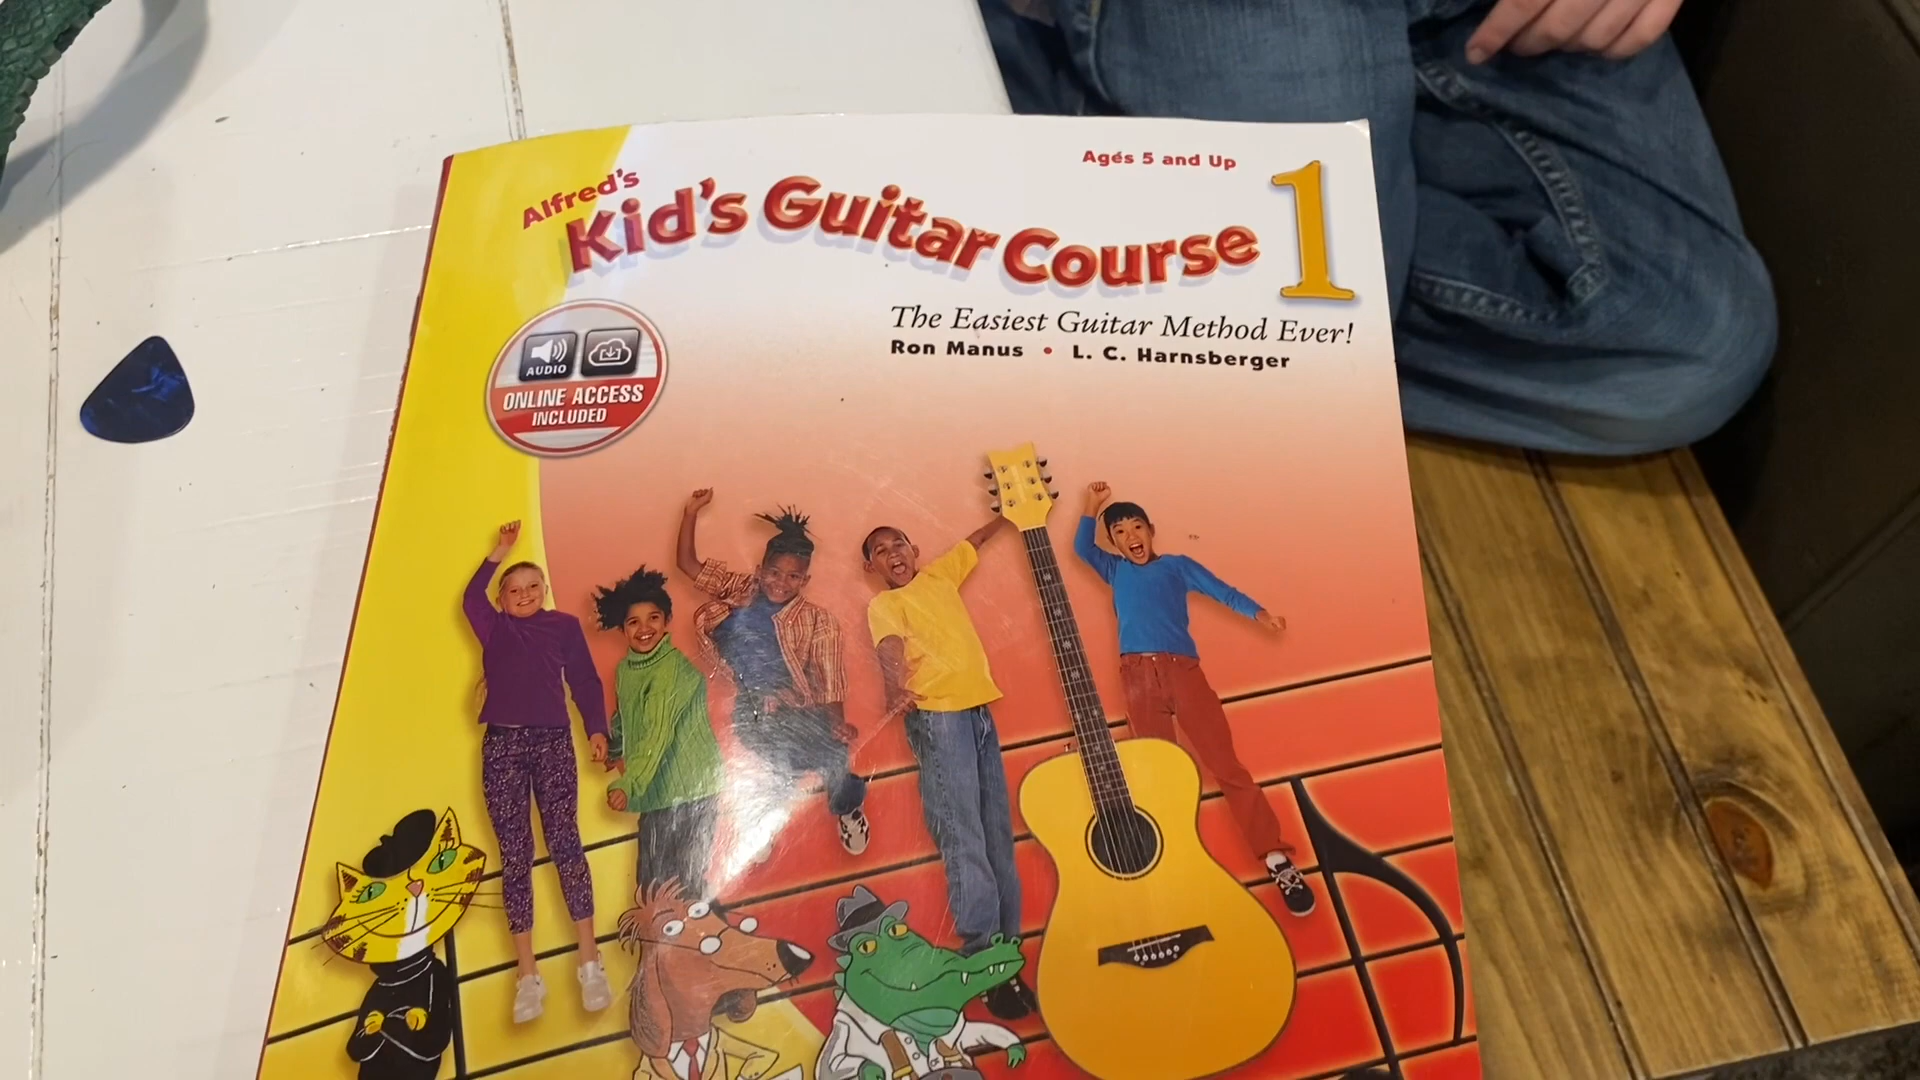 Ages 5 and Up
Alfred's
Kid's Guitar Course 1
The Easiest Guitar Method Ever!
Ron Manus • L. C. Harnsberger
AUDIO
ONLINE ACCESS
INCLUDED